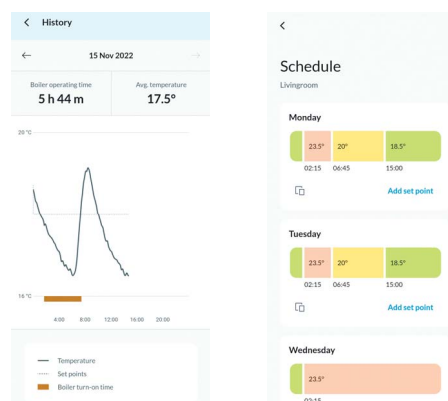 History
15 Nov 2022
Boiler operating time
5 h 44 m
Avg. temperature
17.5°
20 °C
16 °C
4:00 8:00 12:00 16:00 20:00
Temperature
Set points
Boiler turn-on time
Schedule
Livingroom
Monday
23.5° 20° 18.5°
02:15 06:45 15:00
Add set point
Tuesday
23.5° 20° 18.5°
02:15 06:45 15:00
Add set point
Wednesday
23.5°
02:15